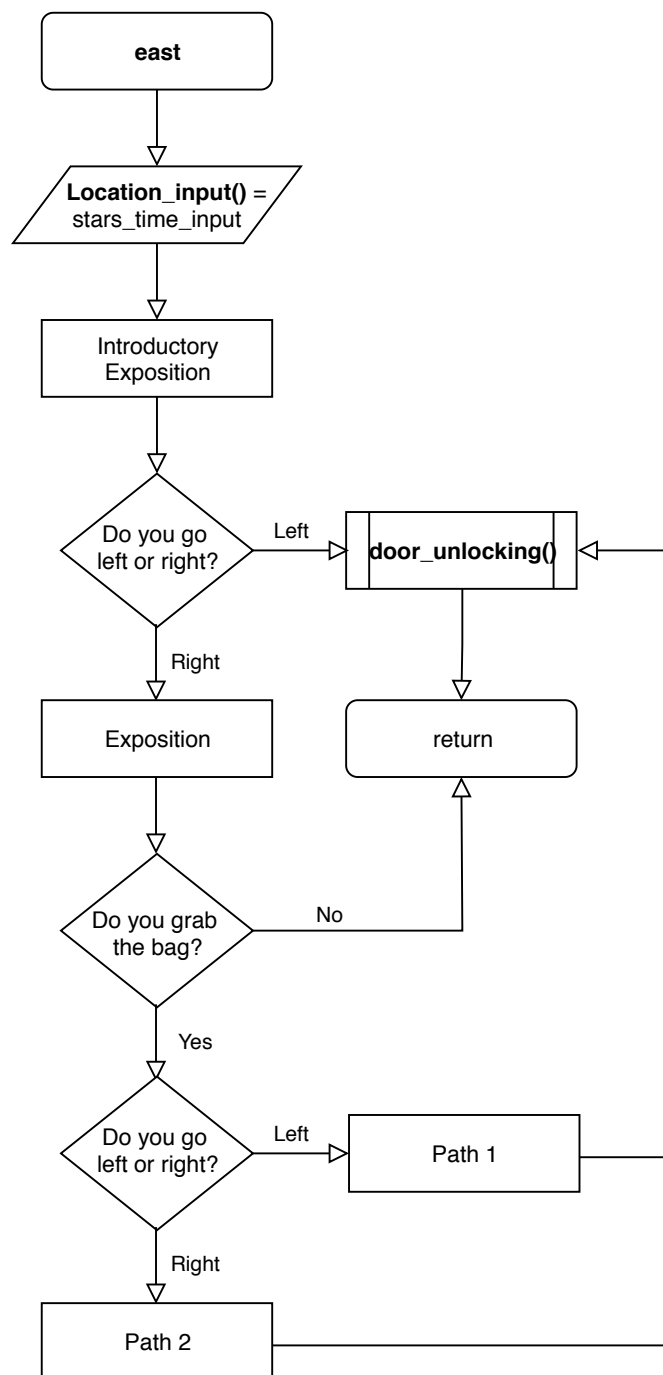 east
Location_input() =
stars_time_input
Introductory
Exposition
Do you go
left or right?
Left
door_unlocking()
Right
Exposition
return
Do you grab
the bag?
No
Yes
Do you go
left or right?
Left
Path 1
Right
Path 2